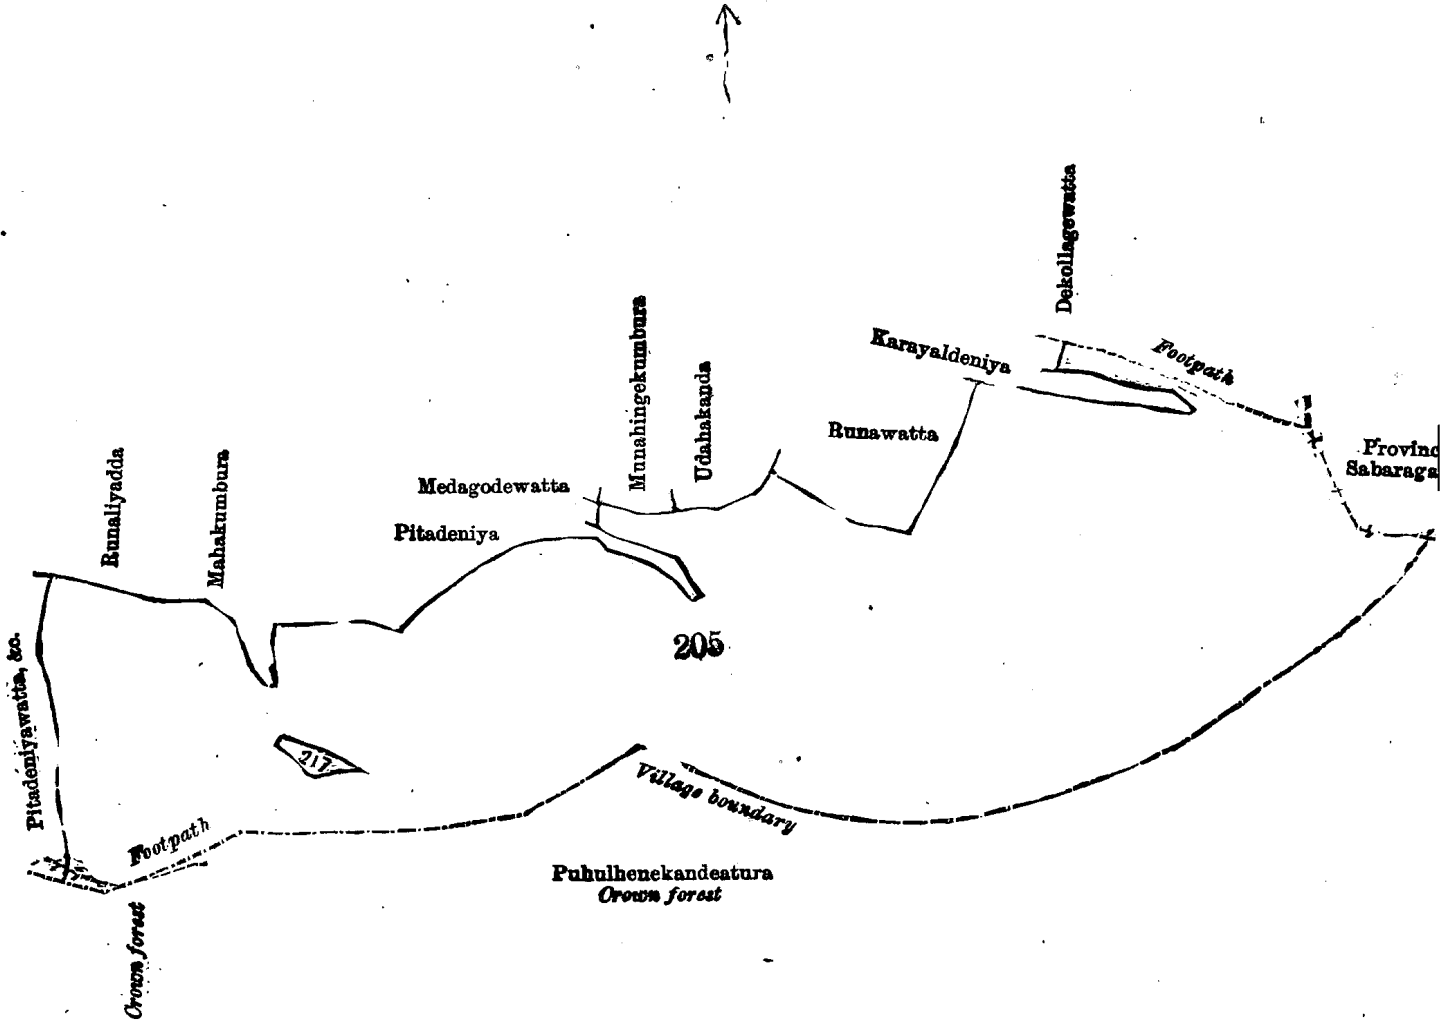 Dekollagewatta
Karayaldeniya
Footpath
Munahingekumbura
Udahakanda
Runawatta
Provinc
Sabaraga
Runaliyadda
Mahakumbura
Medagodewatta
Pitadeniya
205
Pitadeniyawatta, &c.
217
Village boundary
Footpath
Puhulhenekandeatura
Crown forest
Crown forest